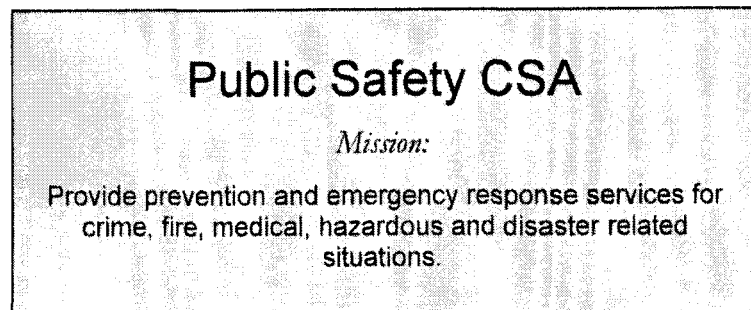 Public Safety CSA
Mission:
Provide prevention and emergency response services for
crime, fire, medical, hazardous and disaster related
situations.